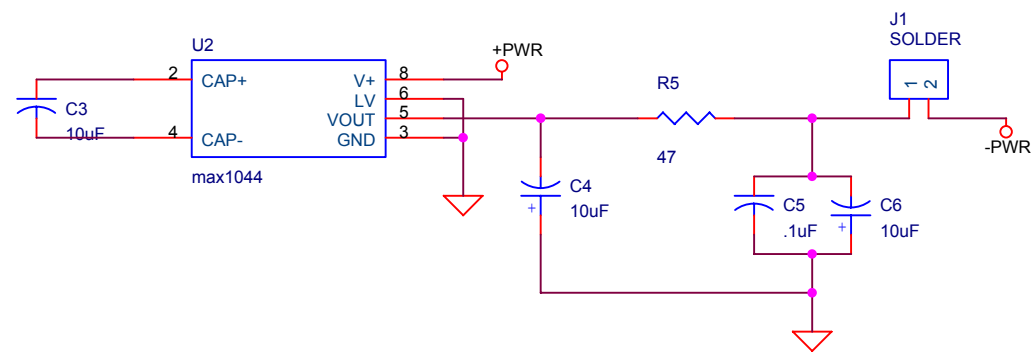 J1
SOLDER
1 2
U2
+PWR
2 CAP+
V+ 8
LV 6
VOUT 5
GND 3
4 CAP-
max1044
C3
10uF
R5
47
-PWR
C4
10uF
+
C5
.1uF
C6
10uF
+